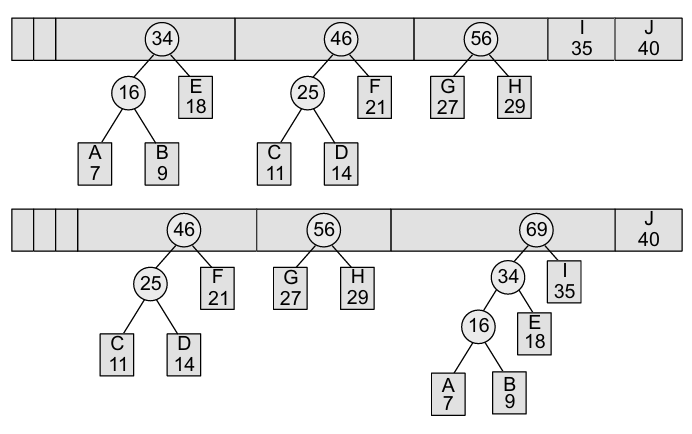 34 46 56 I J
35 40
16 E 25 F G H
18 21 27 29
A B C D
7 9 11 14
46 56 69 J
40
25 F G H 34 I
21 27 29 35
C D 16 E
11 14 18
A B
7 9